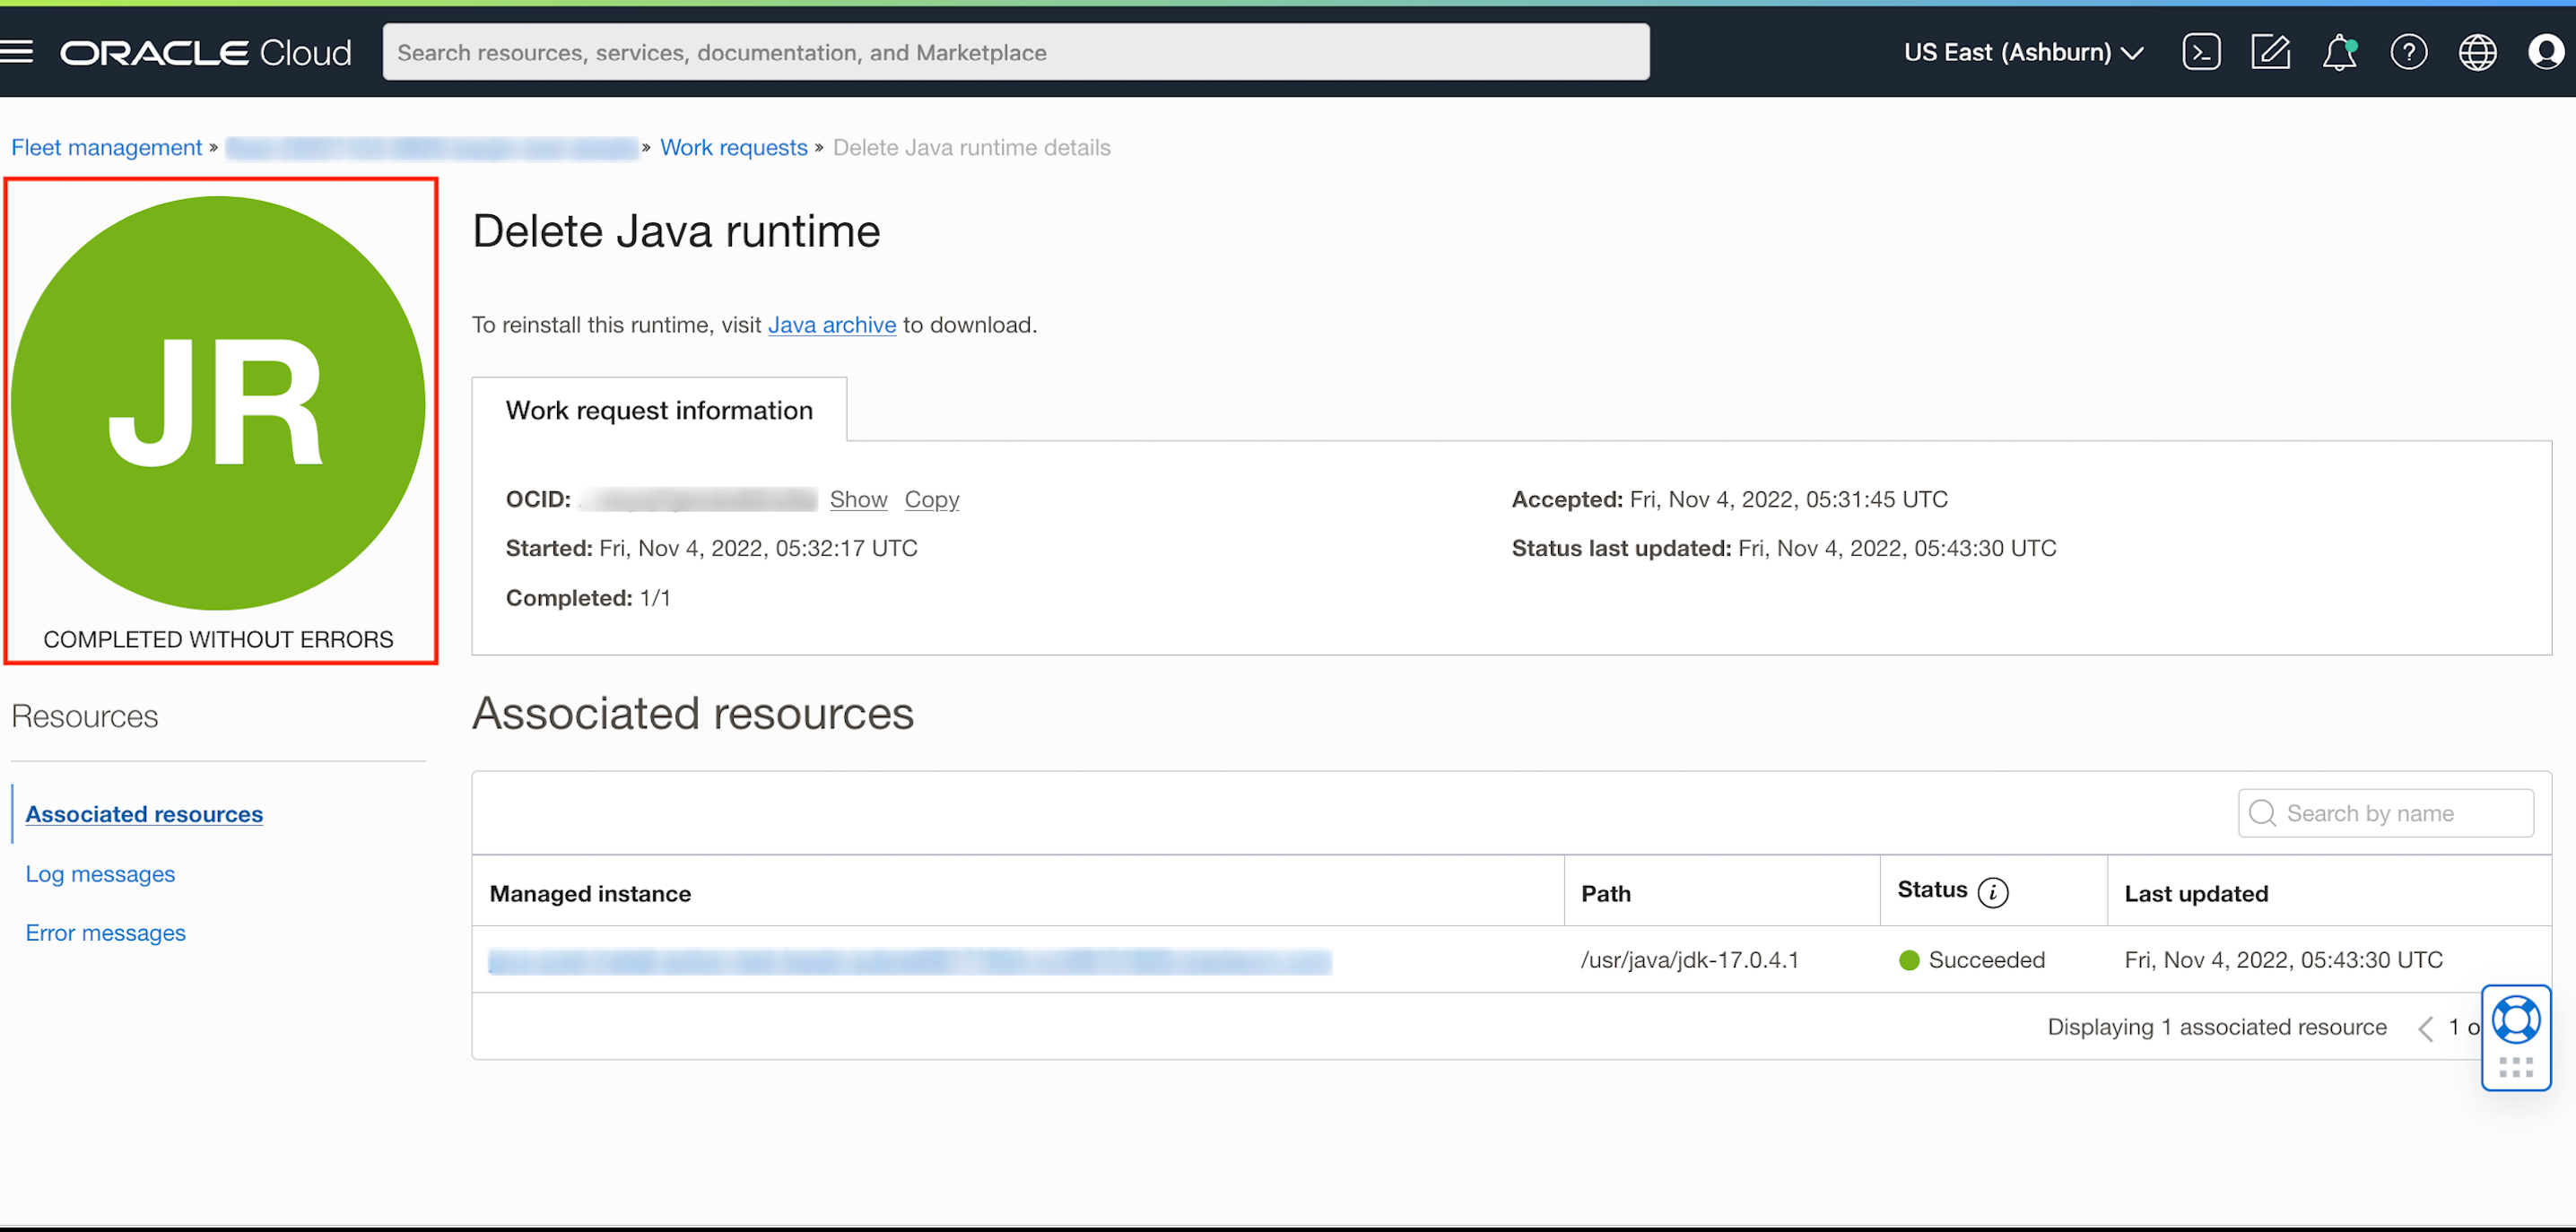 ORACLE Cloud
Search resources, services, documentation, and Marketplace
US East (Ashburn)
Fleet management » » Work requests » Delete Java runtime details
JR
COMPLETED WITHOUT ERRORS
Delete Java runtime
To reinstall this runtime, visit Java archive to download.
Work request information
OCID: Show Copy
Accepted: Fri, Nov 4, 2022, 05:31:45 UTC
Started: Fri, Nov 4, 2022, 05:32:17 UTC
Status last updated: Fri, Nov 4, 2022, 05:43:30 UTC
Completed: 1/1
Resources
Associated resources
Log messages
Error messages
Associated resources
Search by name
Managed instance Path Status i Last updated
/usr/java/jdk-17.0.4.1 Succeeded Fri, Nov 4, 2022, 05:43:30 UTC
Displaying 1 associated resource < 1 o